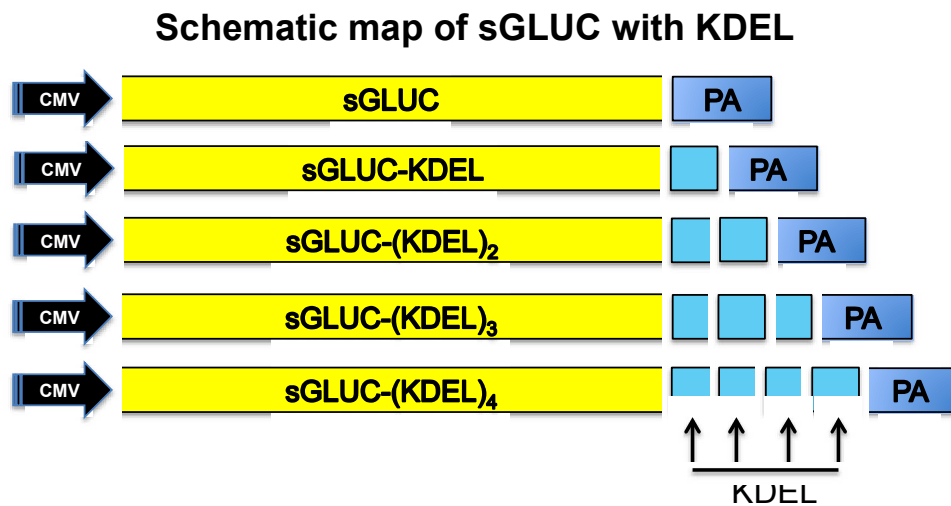 Schematic map of sGLUC with KDEL
CMV sGLUC PA
CMV sGLUC-KDEL PA
CMV sGLUC-(KDEL)₂ PA
CMV sGLUC-(KDEL)₃ PA
CMV sGLUC-(KDEL)₄ PA
KDEL